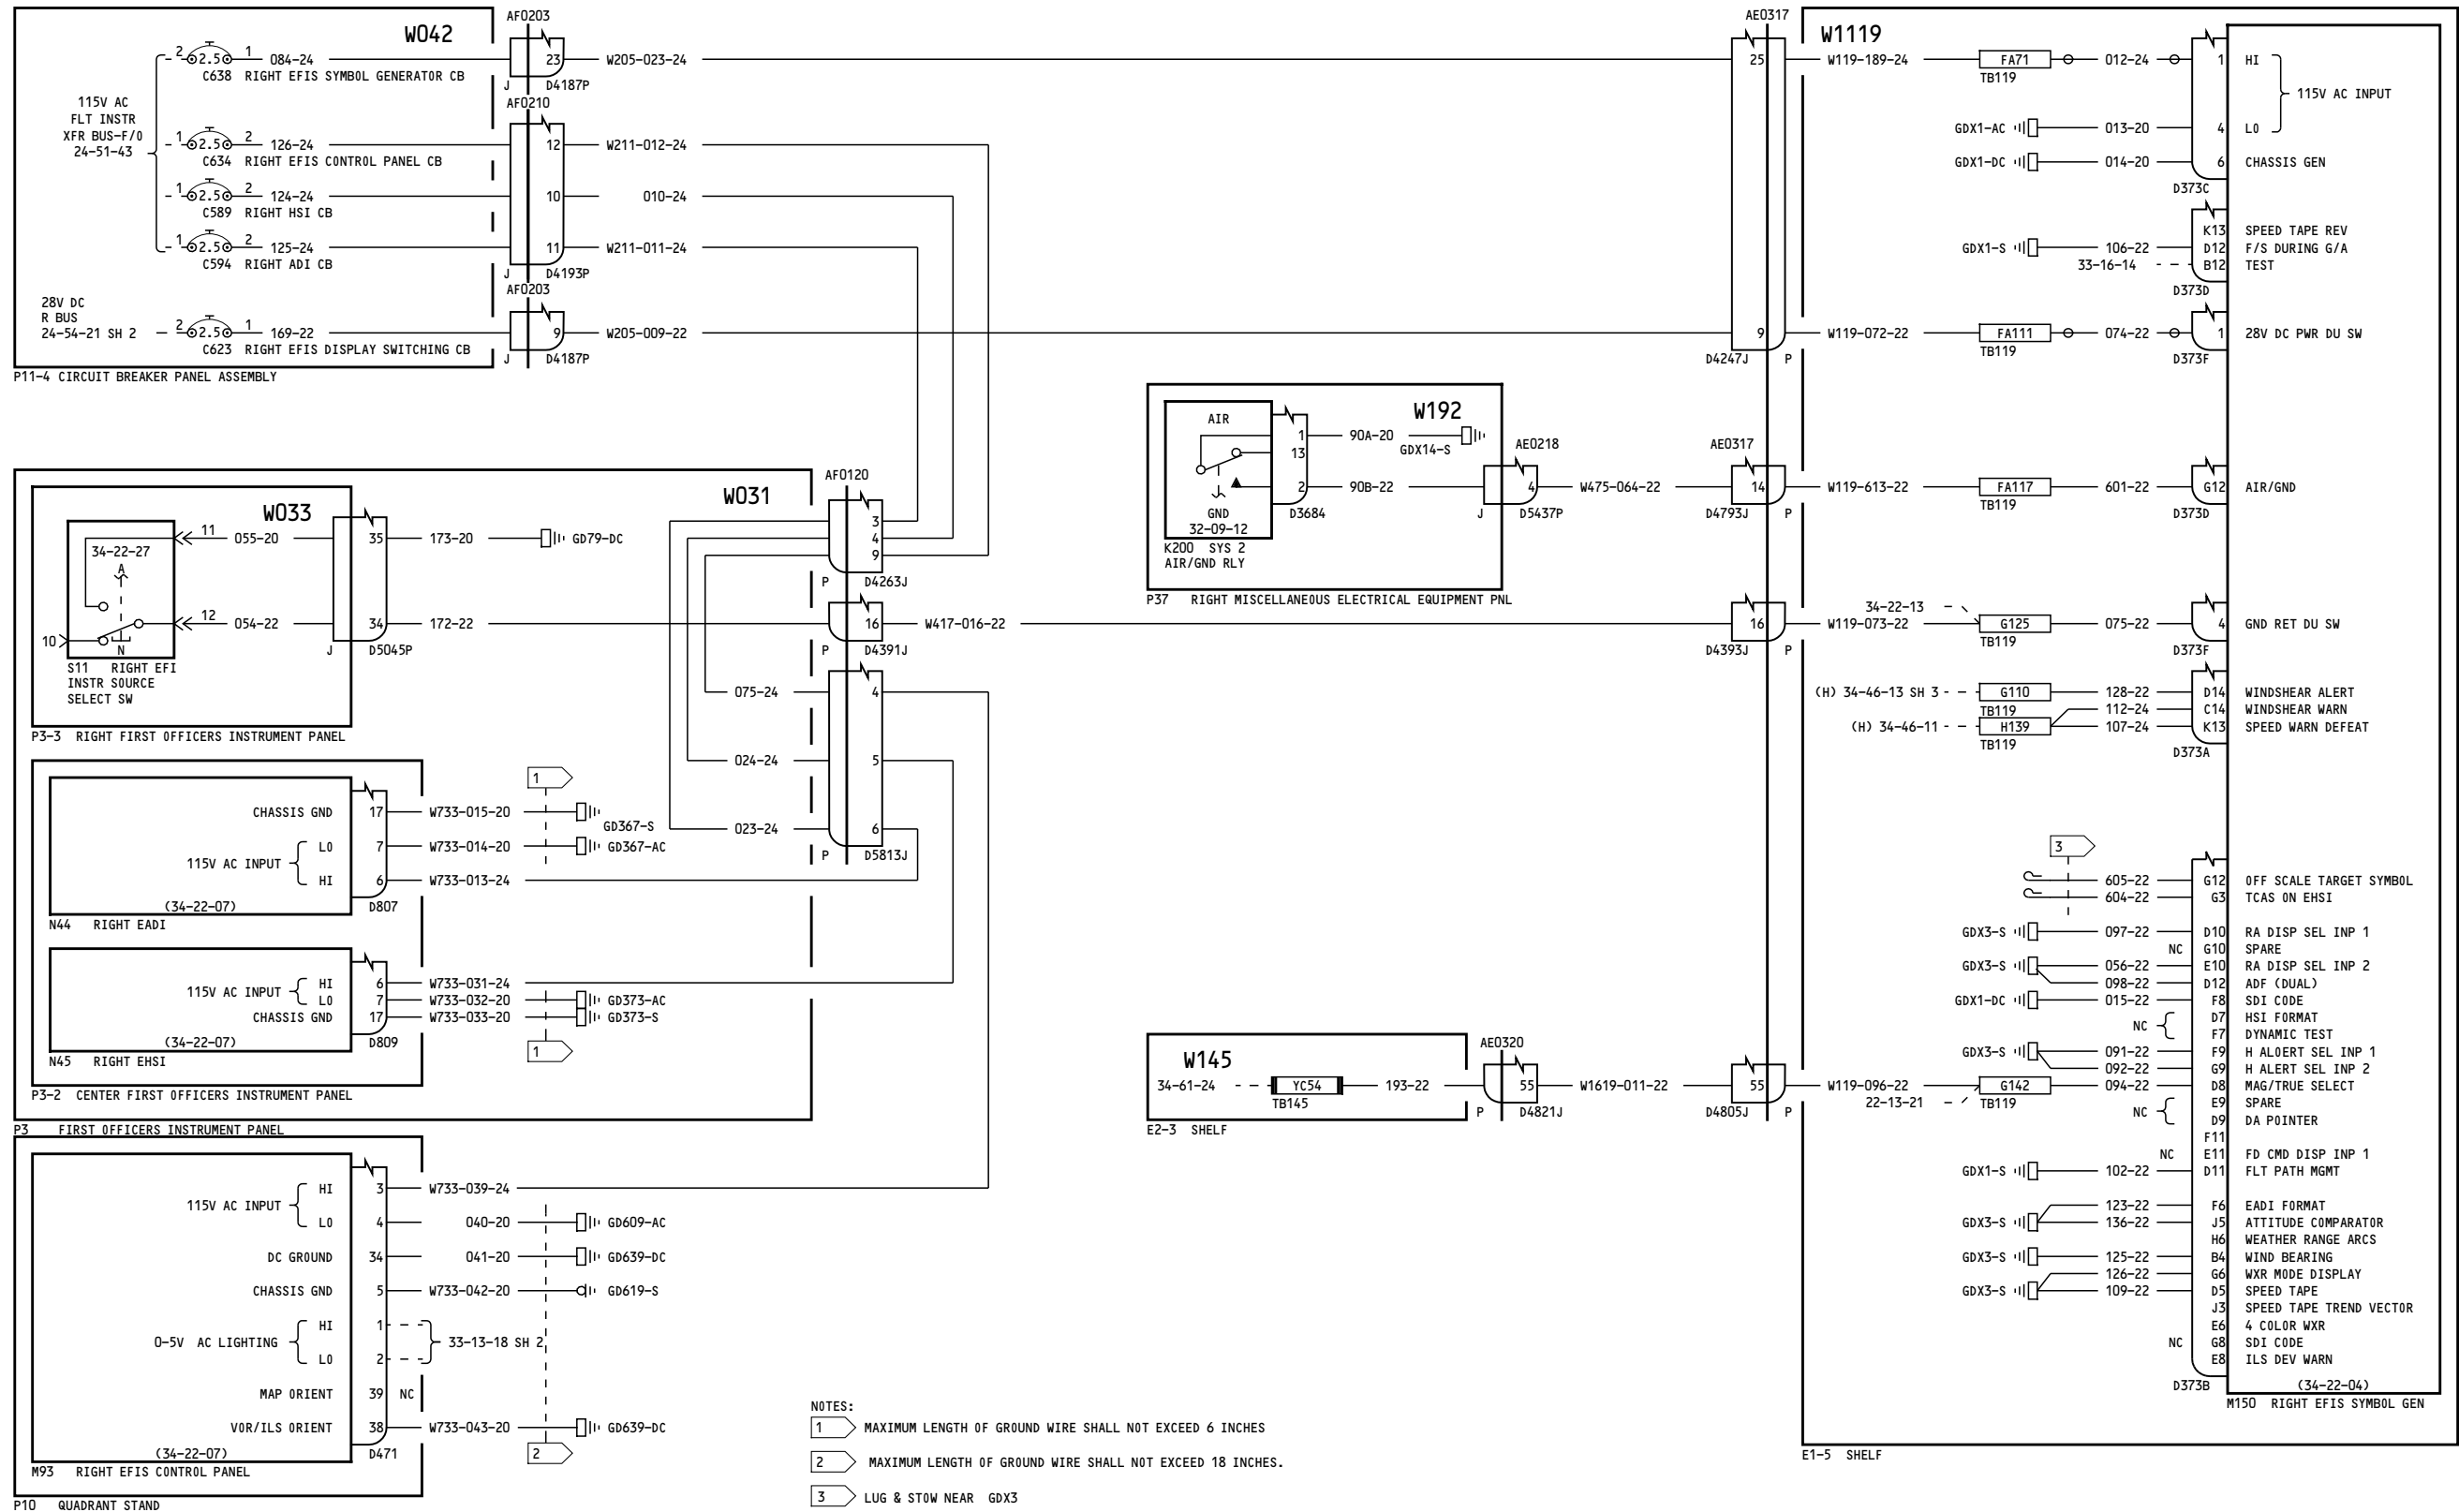 W042
AF0203
2 2.5 1 084-24
C638 RIGHT EFIS SYMBOL GENERATOR CB
23 W205-023-24
J D4187P
115V AC
FLT INSTR
XFR BUS-F/O
24-51-43
AF0210
1 2.5 2 126-24
C634 RIGHT EFIS CONTROL PANEL CB
12 W211-012-24
1 2.5 2 124-24
C589 RIGHT HSI CB
10 010-24
1 2.5 2 125-24
C594 RIGHT ADI CB
11 W211-011-24
J D4193P
AF0203
28V DC
R BUS
24-54-21 SH 2
2 2.5 1 169-22
C623 RIGHT EFIS DISPLAY SWITCHING CB
9 W205-009-22
J D4187P
P11-4 CIRCUIT BREAKER PANEL ASSEMBLY
AE0317
25
9
D4247J P
W1119
W119-189-24 FA71 012-24 1 HI
TB119
115V AC INPUT
GDX1-AC 013-20 4 LO
GDX1-DC 014-20 6 CHASSIS GEN
D373C
K13 SPEED TAPE REV
GDX1-S 106-22 D12 F/S DURING G/A
33-16-14 B12 TEST
D373D
W119-072-22 FA111 074-22 1 28V DC PWR DU SW
TB119
D373F
W192
AIR
1 90A-20
GDX14-S
13
2 90B-22
GND
32-09-12
D3684
K200 SYS 2
AIR/GND RLY
P37 RIGHT MISCELLANEOUS ELECTRICAL EQUIPMENT PNL
AE0218
4 W475-064-22
J D5437P
AE0317
14 W119-613-22 FA117 601-22 G12 AIR/GND
D4793J P
TB119
D373D
W031
W033
34-22-27
A
N
10
11 055-20 35 173-20 GD79-DC
12 054-22 34 172-22
J D5045P
S11 RIGHT EFI
INSTR SOURCE
SELECT SW
P3-3 RIGHT FIRST OFFICERS INSTRUMENT PANEL
AF0120
3
4
9
P D4263J
16 W417-016-22
P D4391J
16 W119-073-22
D4393J P
34-22-13
G125 075-22 4 GND RET DU SW
TB119
D373F
(H) 34-46-13 SH 3 G110 128-22 D14 WINDSHEAR ALERT
TB119
112-24 C14 WINDSHEAR WARN
(H) 34-46-11 H139 107-24 K13 SPEED WARN DEFEAT
TB119
D373A
075-24 4
024-24 5
023-24 6
P D5813J
1
CHASSIS GND 17 W733-015-20 GD367-S
LO 7 W733-014-20 GD367-AC
115V AC INPUT
HI 6 W733-013-24
(34-22-07) D807
N44 RIGHT EADI
HI 6 W733-031-24
115V AC INPUT
LO 7 W733-032-20 GD373-AC
CHASSIS GND 17 W733-033-20 GD373-S
(34-22-07) D809
1
N45 RIGHT EHSI
P3-2 CENTER FIRST OFFICERS INSTRUMENT PANEL
P3 FIRST OFFICERS INSTRUMENT PANEL
HI 3 W733-039-24
115V AC INPUT
LO 4 040-20 GD609-AC
DC GROUND 34 041-20 GD639-DC
CHASSIS GND 5 W733-042-20 GD619-S
HI 1
0-5V AC LIGHTING 33-13-18 SH 2
LO 2
MAP ORIENT 39 NC
VOR/ILS ORIENT 38 W733-043-20 GD639-DC
(34-22-07) D471
2
M93 RIGHT EFIS CONTROL PANEL
P10 QUADRANT STAND
W145
34-61-24 YC54 193-22
TB145
E2-3 SHELF
AE0320
55 W1619-011-22
P D4821J
55 W119-096-22
D4805J P
22-13-21
3
605-22 G12 OFF SCALE TARGET SYMBOL
604-22 G3 TCAS ON EHSI
GDX3-S 097-22 D10 RA DISP SEL INP 1
NC G10 SPARE
GDX3-S 056-22 E10 RA DISP SEL INP 2
098-22 D12 ADF (DUAL)
GDX1-DC 015-22 F8 SDI CODE
D7 HSI FORMAT
NC
F7 DYNAMIC TEST
GDX3-S 091-22 F9 H ALOERT SEL INP 1
092-22 G9 H ALERT SEL INP 2
G142 094-22 D8 MAG/TRUE SELECT
TB119
E9 SPARE
NC
D9 DA POINTER
F11
NC E11 FD CMD DISP INP 1
GDX1-S 102-22 D11 FLT PATH MGMT
123-22 F6 EADI FORMAT
GDX3-S 136-22 J5 ATTITUDE COMPARATOR
H6 WEATHER RANGE ARCS
GDX3-S 125-22 B4 WIND BEARING
126-22 G6 WXR MODE DISPLAY
GDX3-S 109-22 D5 SPEED TAPE
J3 SPEED TAPE TREND VECTOR
E6 4 COLOR WXR
NC G8 SDI CODE
E8 ILS DEV WARN
D373B (34-22-04)
M150 RIGHT EFIS SYMBOL GEN
E1-5 SHELF
NOTES:
1 MAXIMUM LENGTH OF GROUND WIRE SHALL NOT EXCEED 6 INCHES
2 MAXIMUM LENGTH OF GROUND WIRE SHALL NOT EXCEED 18 INCHES.
3 LUG & STOW NEAR GDX3